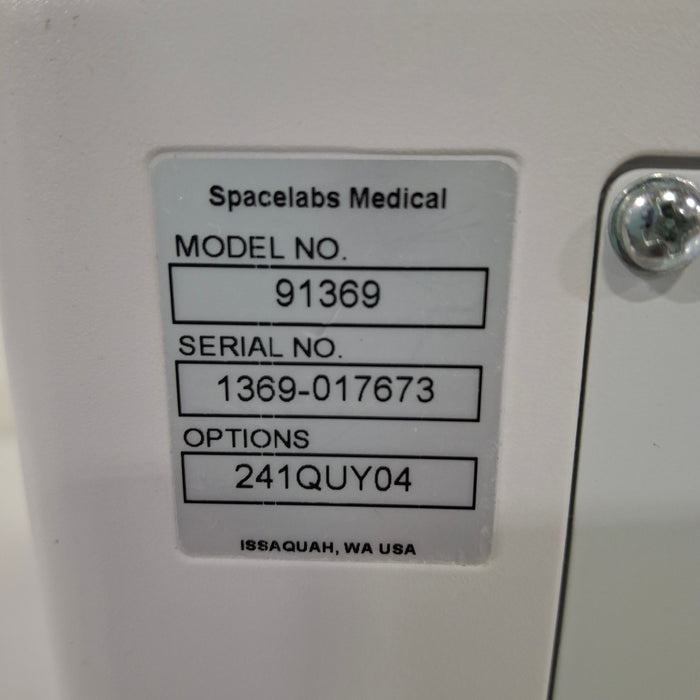 Spacelabs Medical
MODEL NO.
91369
SERIAL NO.
1369-017673
OPTIONS
241QUY04
ISSAQUAH, WA USA